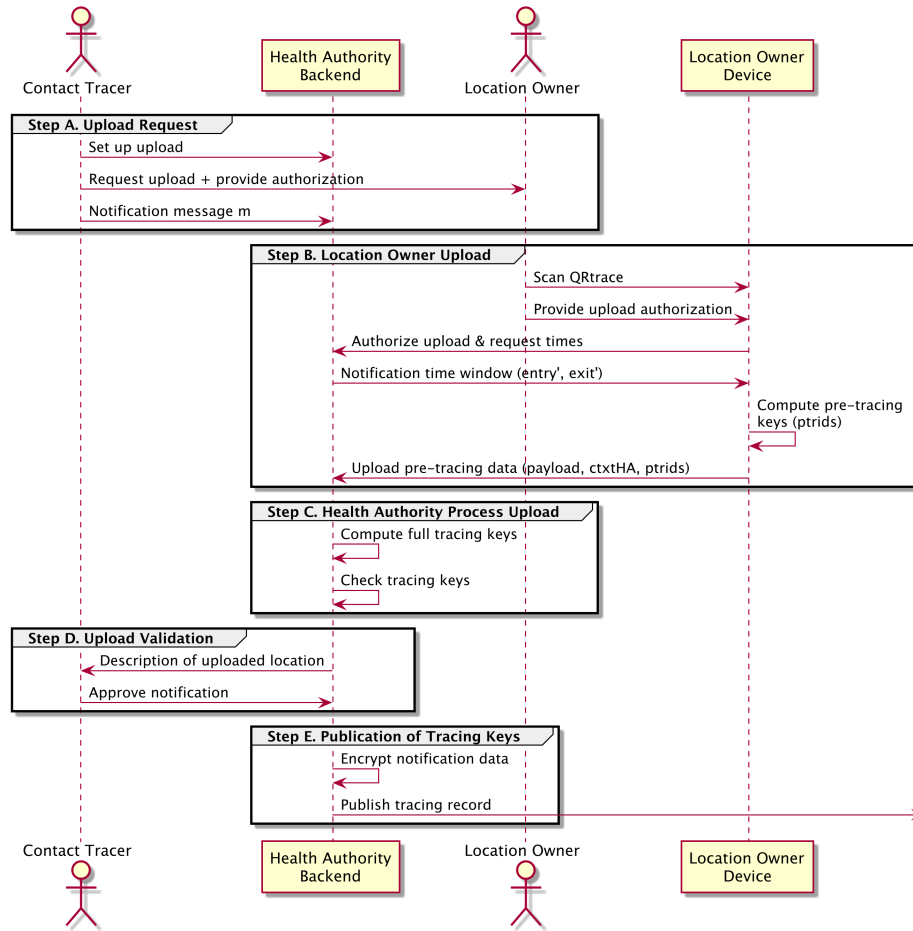 Contact Tracer
Health Authority
Backend
Location Owner
Location Owner
Device
Step A. Upload Request
Set up upload
Request upload + provide authorization
Notification message m
Step B. Location Owner Upload
Scan QRtrace
Provide upload authorization
Authorize upload & request times
Notification time window (entry', exit')
Compute pre-tracing
keys (ptrids)
Upload pre-tracing data (payload, ctxtHA, ptrids)
Step C. Health Authority Process Upload
Compute full tracing keys
Check tracing keys
Step D. Upload Validation
Description of uploaded location
Approve notification
Step E. Publication of Tracing Keys
Encrypt notification data
Publish tracing record
Contact Tracer
Health Authority
Backend
Location Owner
Location Owner
Device